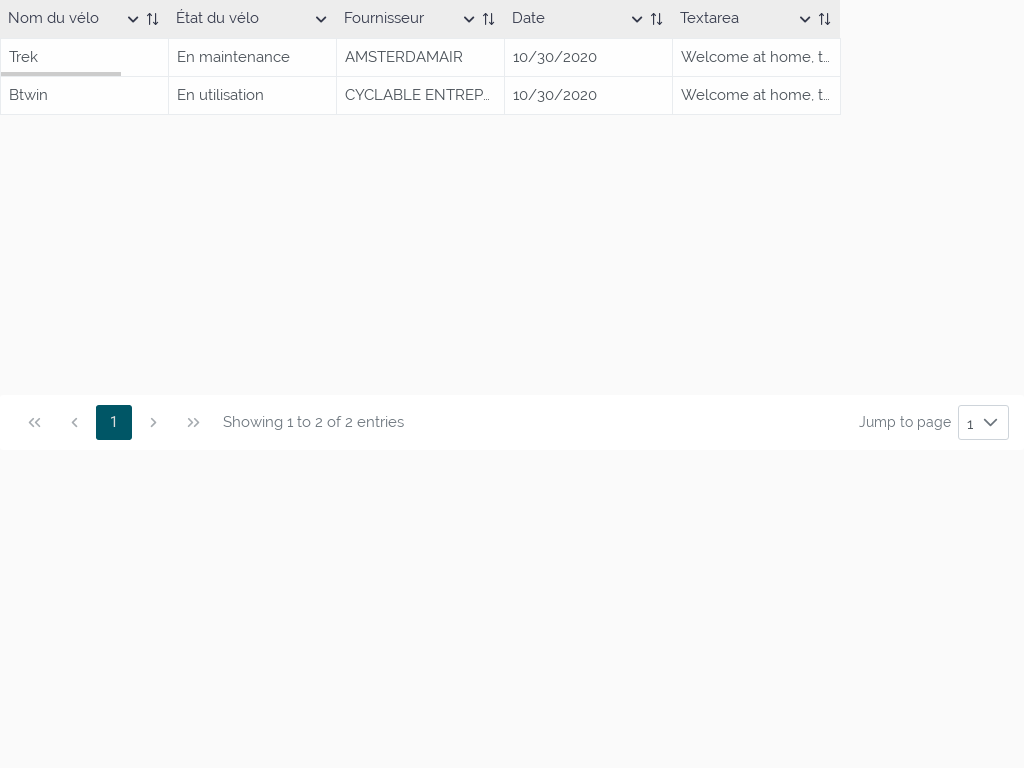 Nom du vélo État du vélo Fournisseur Date Textarea
Trek En maintenance AMSTERDAMAIR 10/30/2020 Welcome at home, t...
Btwin En utilisation CYCLABLE ENTREP... 10/30/2020 Welcome at home, t...
1 Showing 1 to 2 of 2 entries Jump to page 1